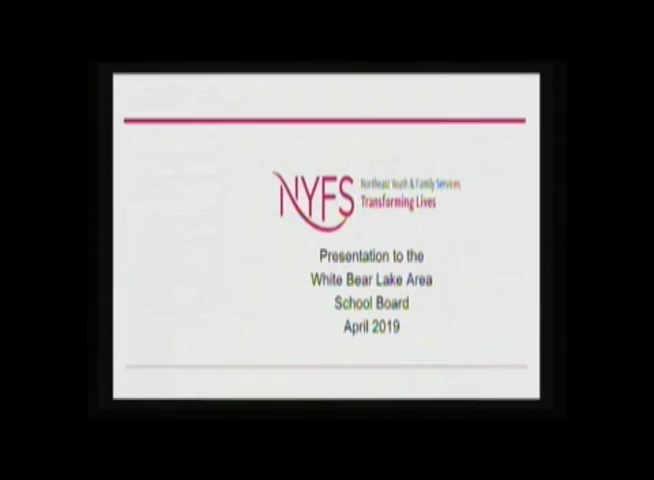 NYFS
Northeast Youth & Family Services
Transforming Lives
Presentation to the
White Bear Lake Area
School Board
April 2019